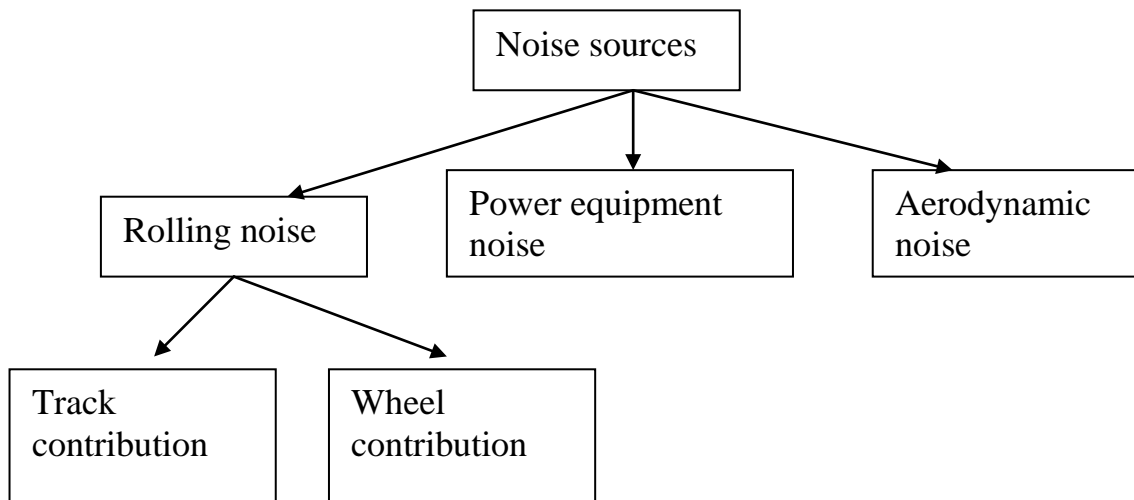 Noise sources
Rolling noise
Power equipment
noise
Aerodynamic
noise
Track
contribution
Wheel
contribution